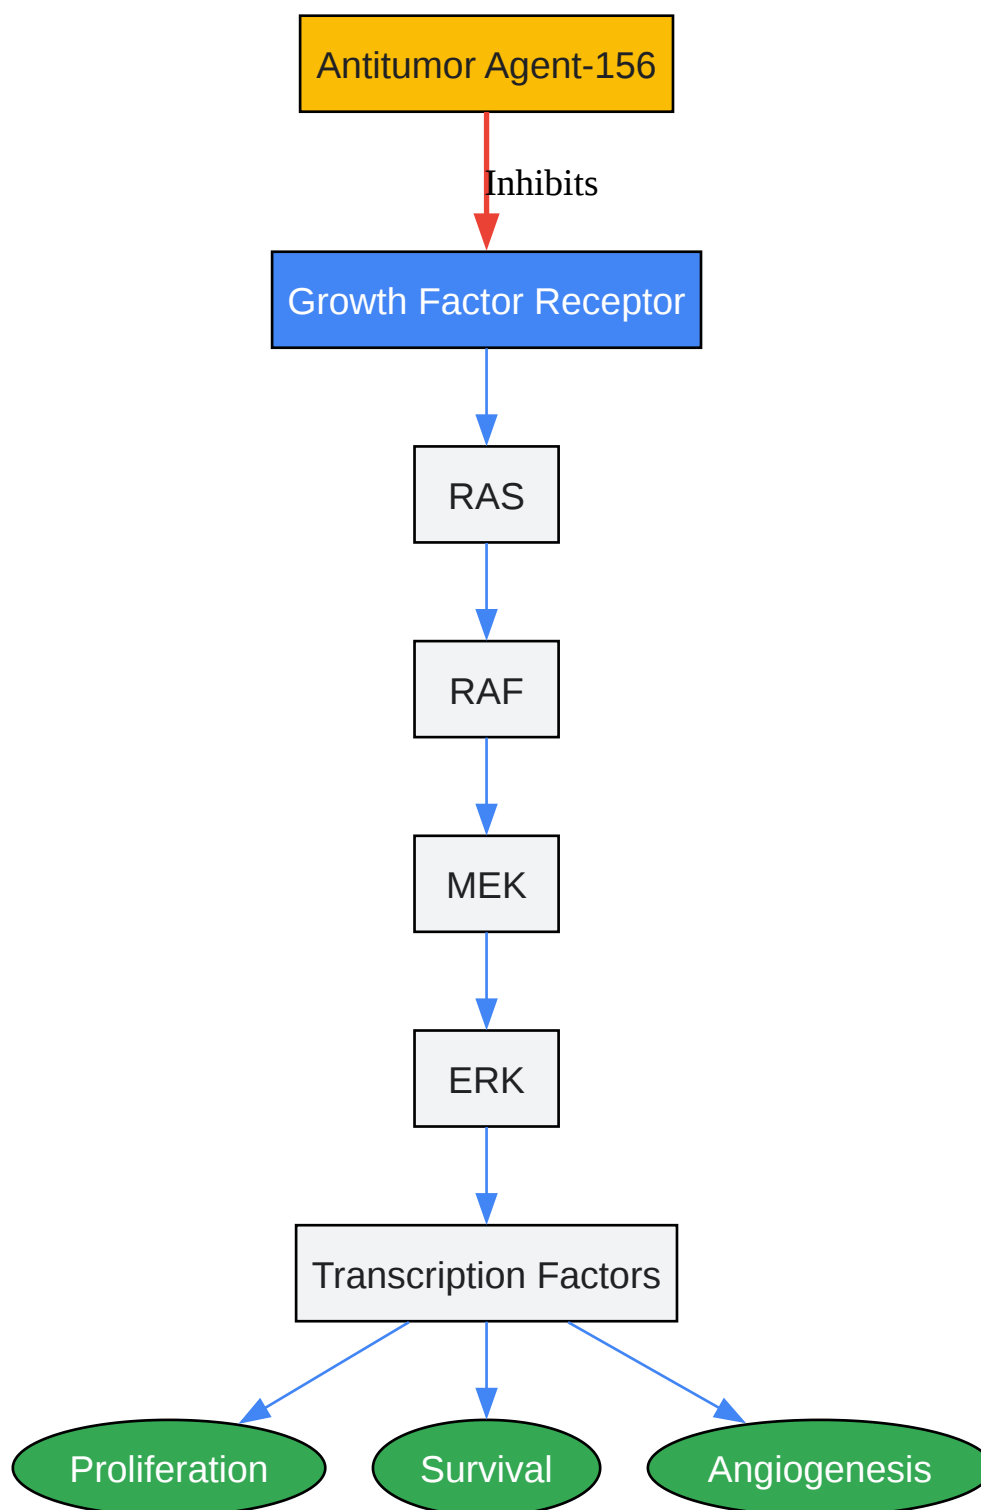 Antitumor Agent-156
Inhibits
Growth Factor Receptor
RAS
RAF
MEK
ERK
Transcription Factors
Proliferation
Survival
Angiogenesis